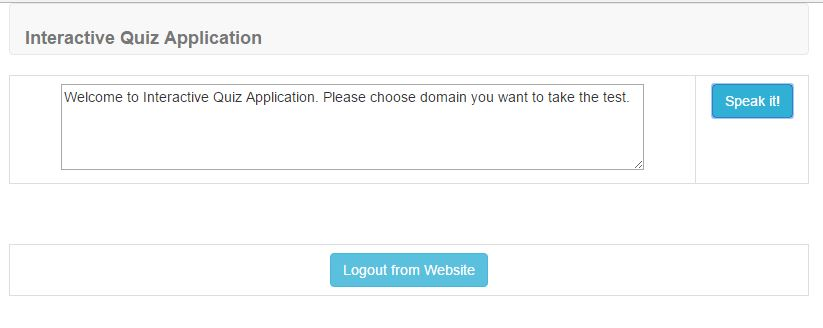 Interactive Quiz Application
Welcome to Interactive Quiz Application. Please choose domain you want to take the test.
Speak it!
Logout from Website